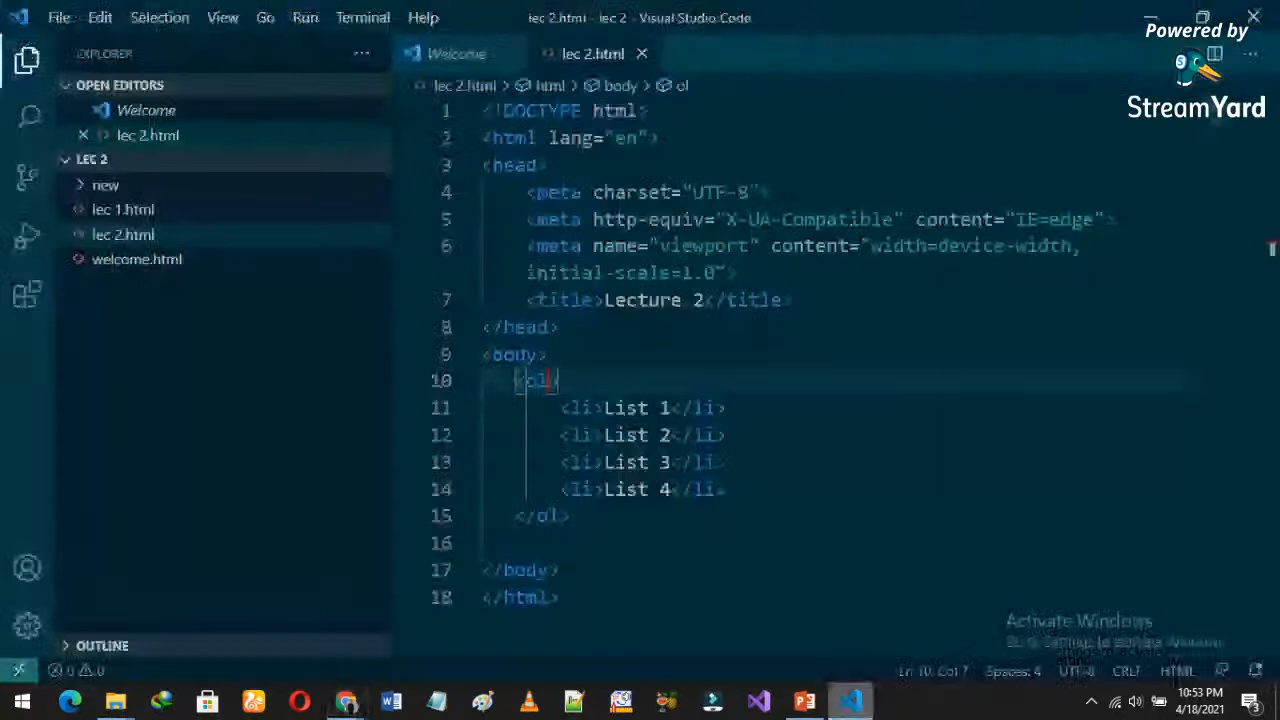 File Edit Selection View Go Run Terminal Help lec 2.html - lec 2 - Visual Studio Code
Powered by
StreamYard
EXPLORER ···
Welcome lec 2.html
OPEN EDITORS
Welcome
lec 2.html
LEC 2
new
lec 1.html
lec 2.html
welcome.html
OUTLINE
lec 2.html > html > body > ol
1 <!DOCTYPE html>
2 <html lang="en">
3 <head>
4 <meta charset="UTF-8">
5 <meta http-equiv="X-UA-Compatible" content="IE=edge">
6 <meta name="viewport" content="width=device-width,
initial-scale=1.0">
7 <title>Lecture 2</title>
8 </head>
9 <body>
10 <ol>
11 <li>List 1</li>
12 <li>List 2</li>
13 <li>List 3</li>
14 <li>List 4</li>
15 </ol>
16
17 </body>
18 </html>
Activate Windows
0 0 Ln 10, Col 7 Spaces: 4 UTF-8 CRLF HTML
10:53 PM
4/18/2021
3